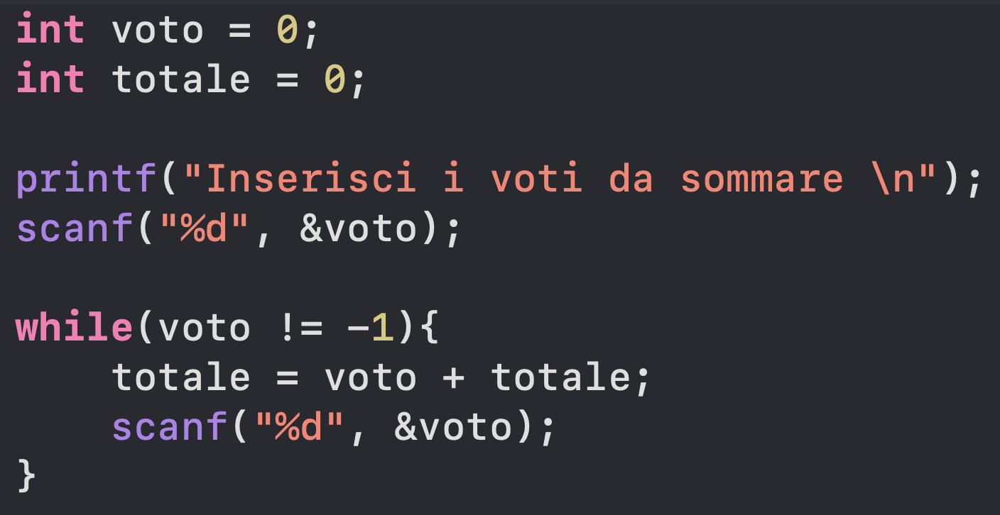 int voto = 0;
int totale = 0;
printf("Inserisci i voti da sommare \n");
scanf("%d", &voto);
while(voto != -1){
    totale = voto + totale;
    scanf("%d", &voto);
}